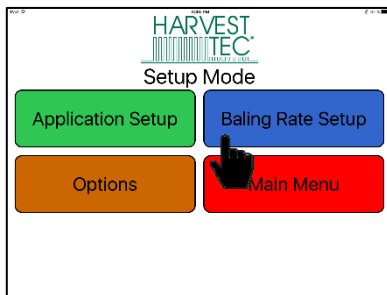 HARVEST
TEC
Setup Mode
Application Setup
Baling Rate Setup
Options
Main Menu